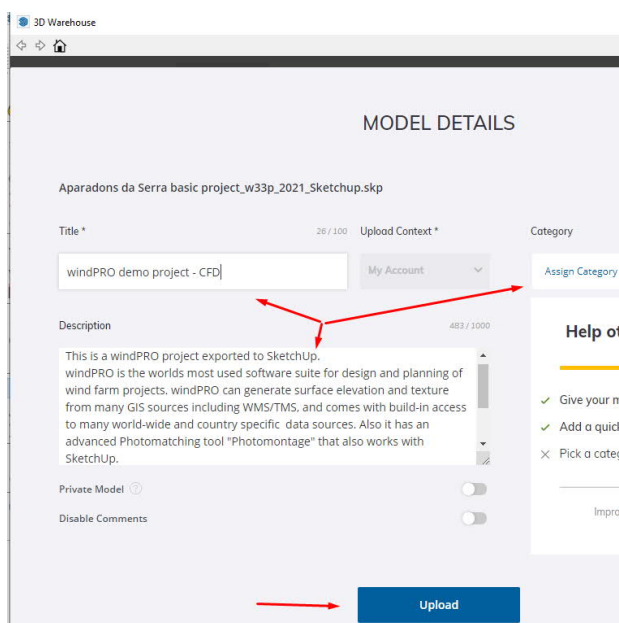 3D Warehouse
MODEL DETAILS
Aparadons da Serra basic project_w33p_2021_Sketchup.skp
Title * 26 / 100 Upload Context * Category
windPRO demo project - CFD My Account Assign Category
Description 483 / 1000
This is a windPRO project exported to SketchUp.
windPRO is the worlds most used software suite for design and planning of
wind farm projects. windPRO can generate surface elevation and texture
from many GIS sources including WMS/TMS, and comes with build-in access
to many world-wide and country specific data sources. Also it has an
advanced Photomatching tool "Photomontage" that also works with
SketchUp.
Help ot
Give your m
Add a quick
Pick a categ
Impro
Private Model
Disable Comments
Upload